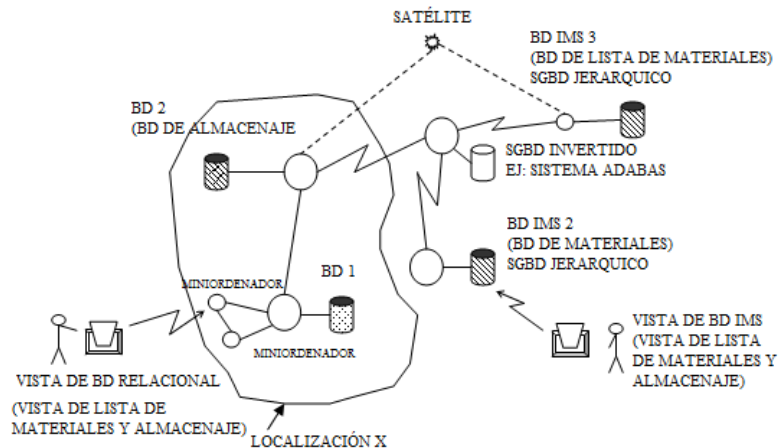 SATÉLITE
BD IMS 3
(BD DE LISTA DE MATERIALES)
SGBD JERARQUICO
BD 2
(BD DE ALMACENAJE
SGBD INVERTIDO
EJ: SISTEMA ADABAS
BD IMS 2
(BD DE MATERIALES)
SGBD JERARQUICO
BD 1
MINIORDENADOR
MINIORDENADOR
VISTA DE BD RELACIONAL
(VISTA DE LISTA DE
MATERIALES Y ALMACENAJE)
VISTA DE BD IMS
(VISTA DE LISTA
DE MATERIALES Y
ALMACENAJE)
LOCALIZACIÓN X